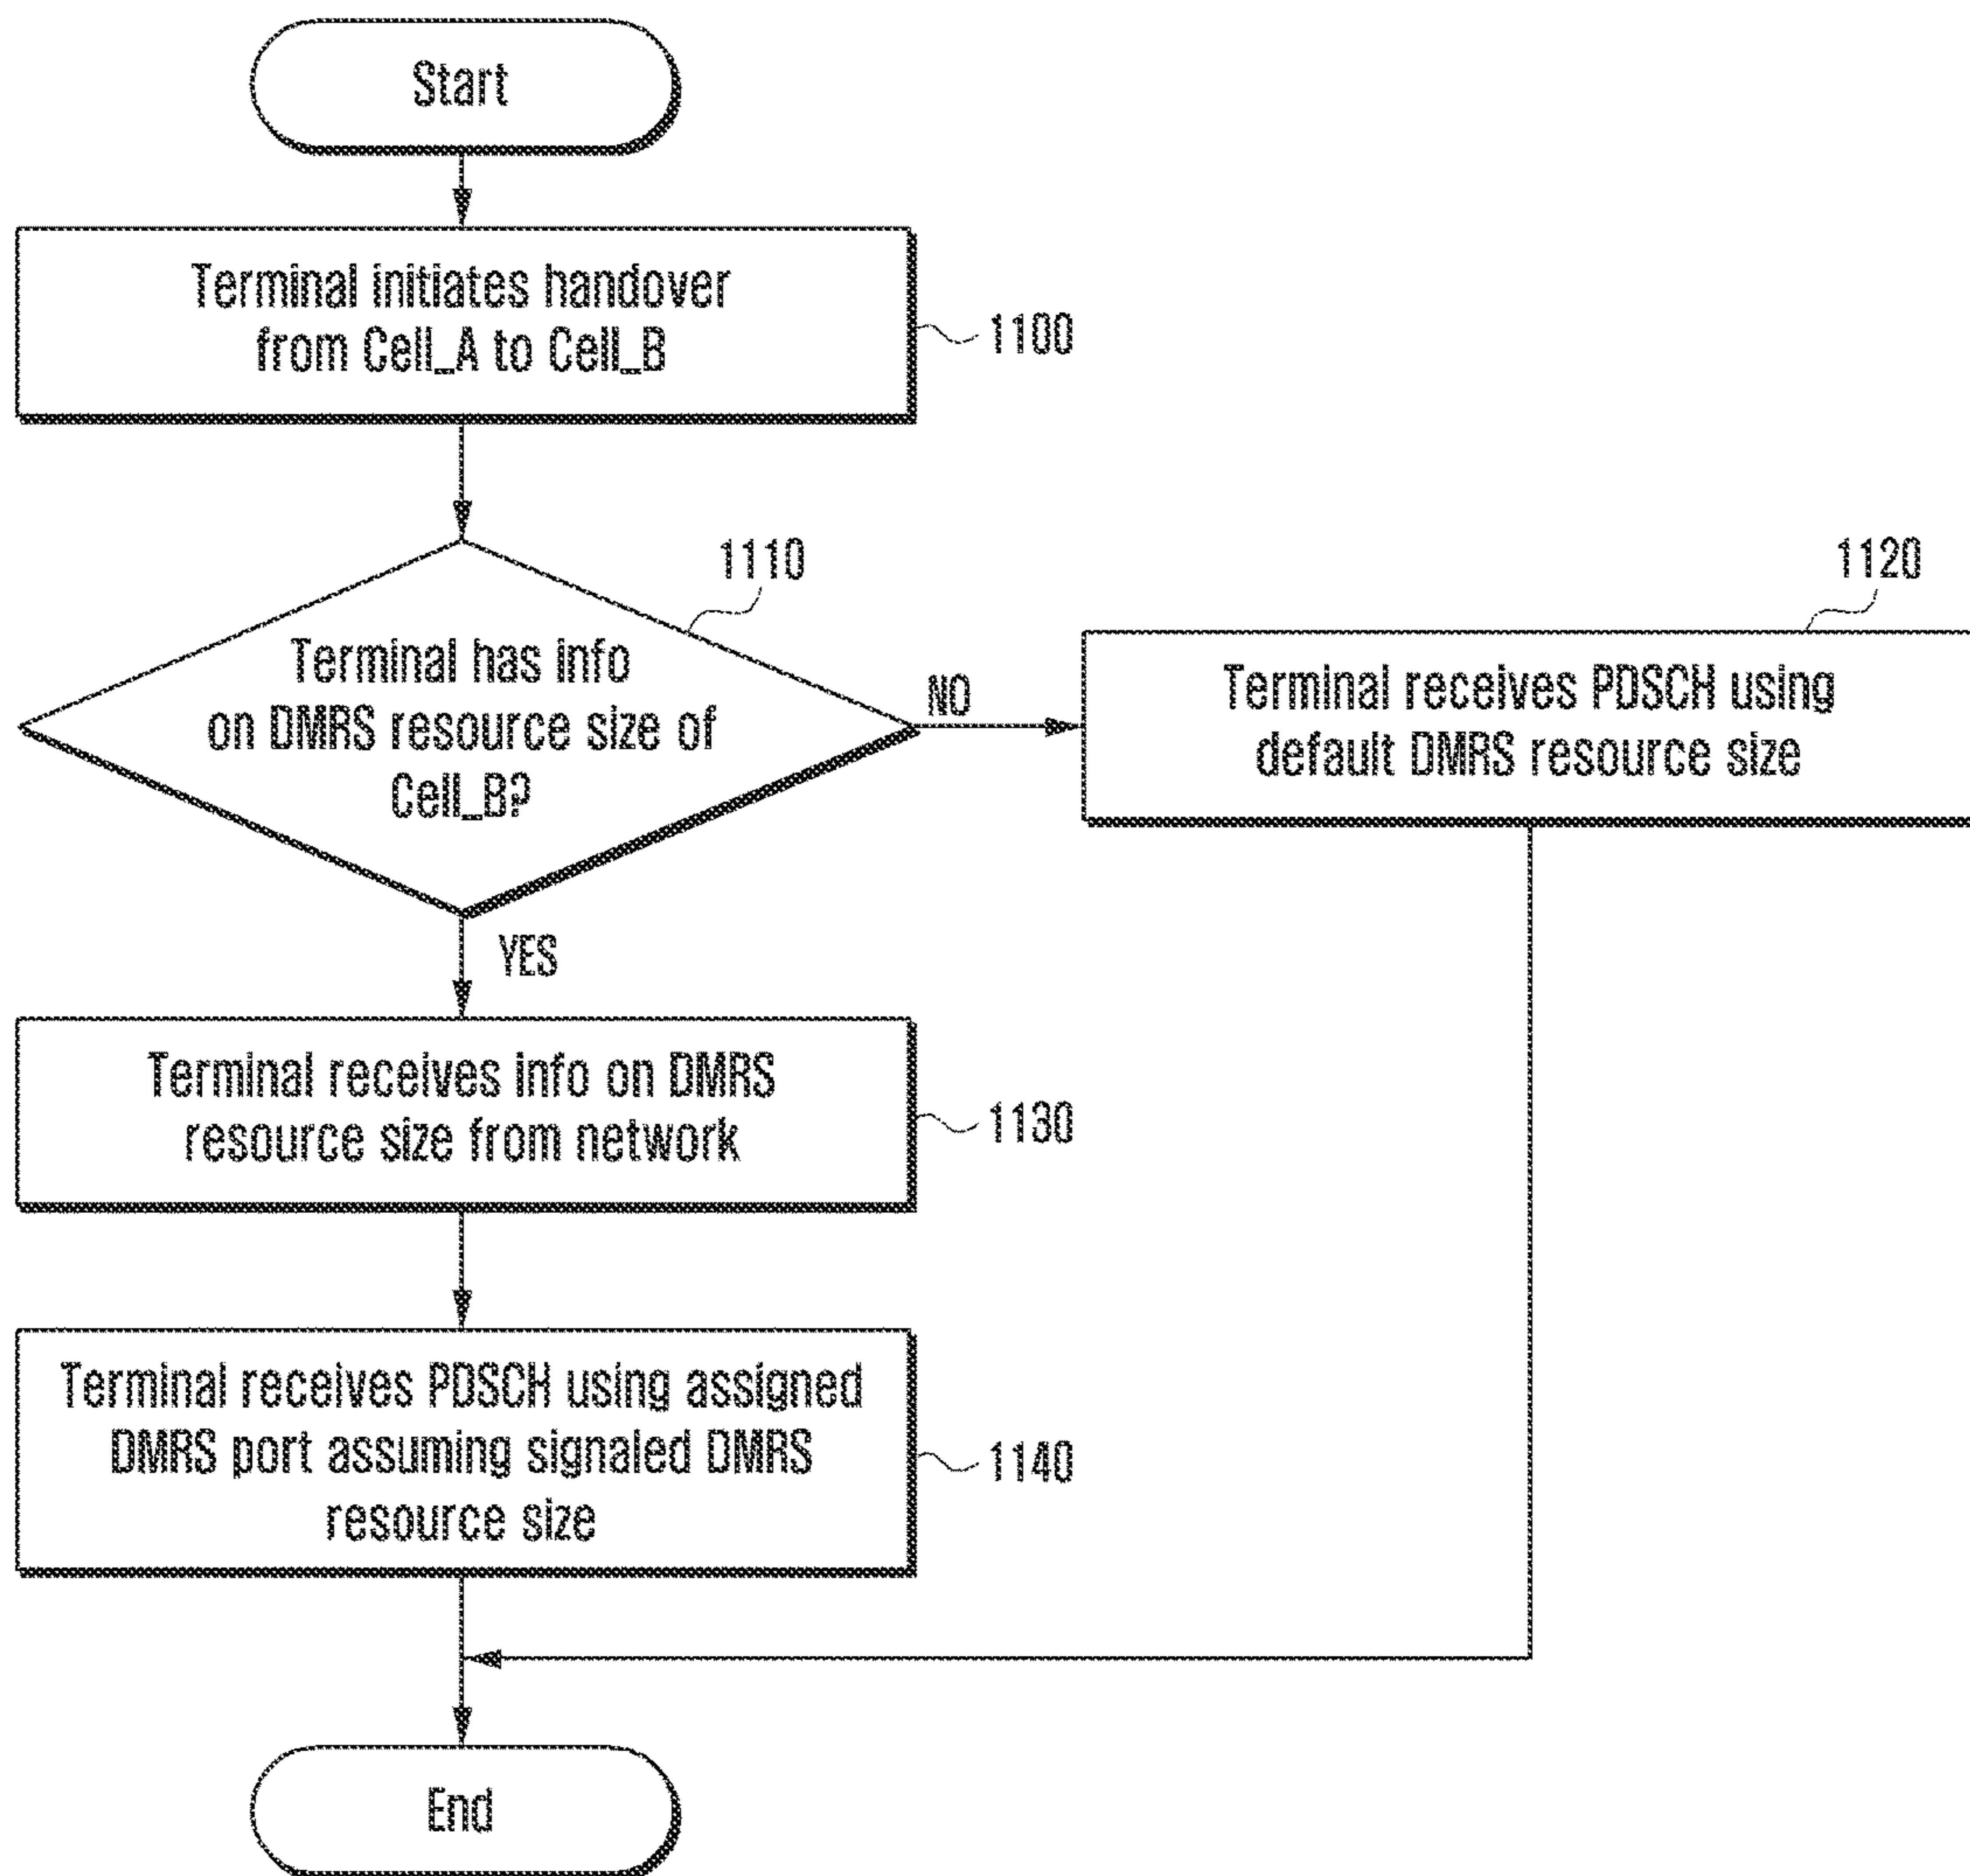 Start
Terminal initiates handover
from Cell_A to Cell_B
1100
1110
1120
Terminal has info
on DMRS resource size of
Cell_B?
NO
Terminal receives PDSCH using
default DMRS resource size
YES
Terminal receives info on DMRS
resource size from network
1130
Terminal receives PDSCH using assigned
DMRS port assuming signaled DMRS
resource size
1140
End